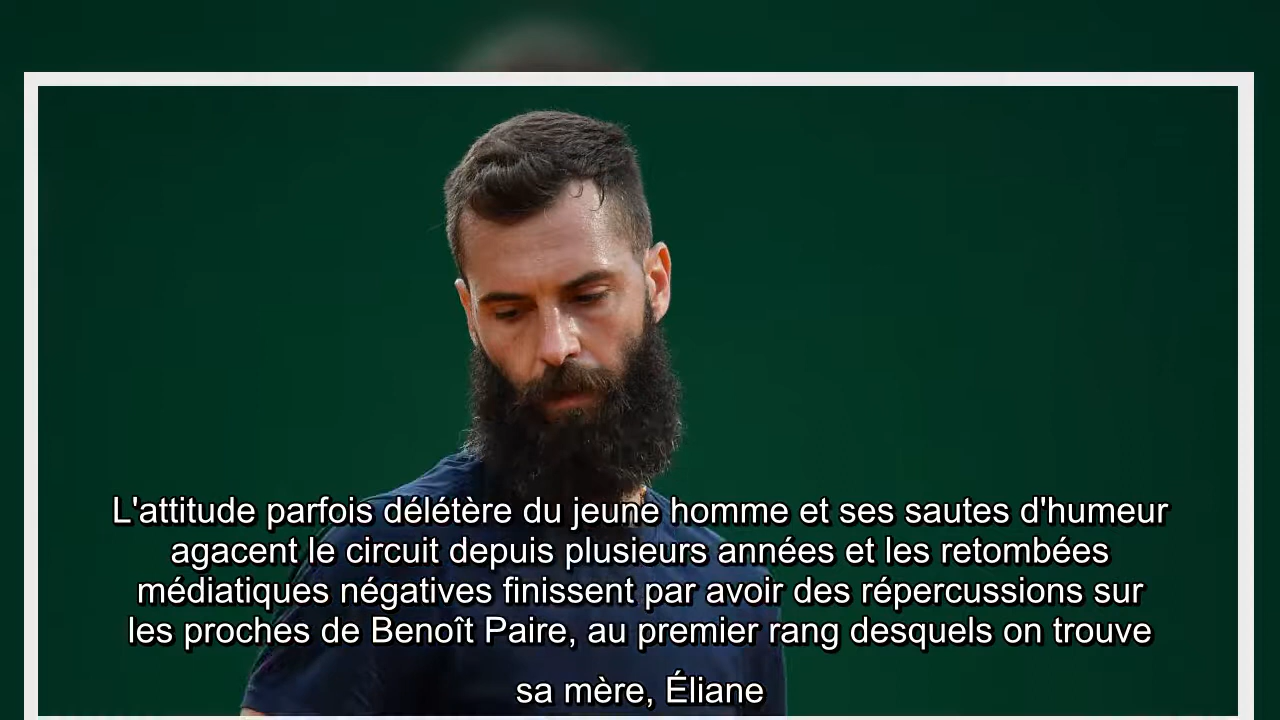 L'attitude parfois délétère du jeune homme et ses sautes d'humeur
agacent le circuit depuis plusieurs années et les retombées
médiatiques négatives finissent par avoir des répercussions sur
les proches de Benoît Paire, au premier rang desquels on trouve
sa mère, Éliane